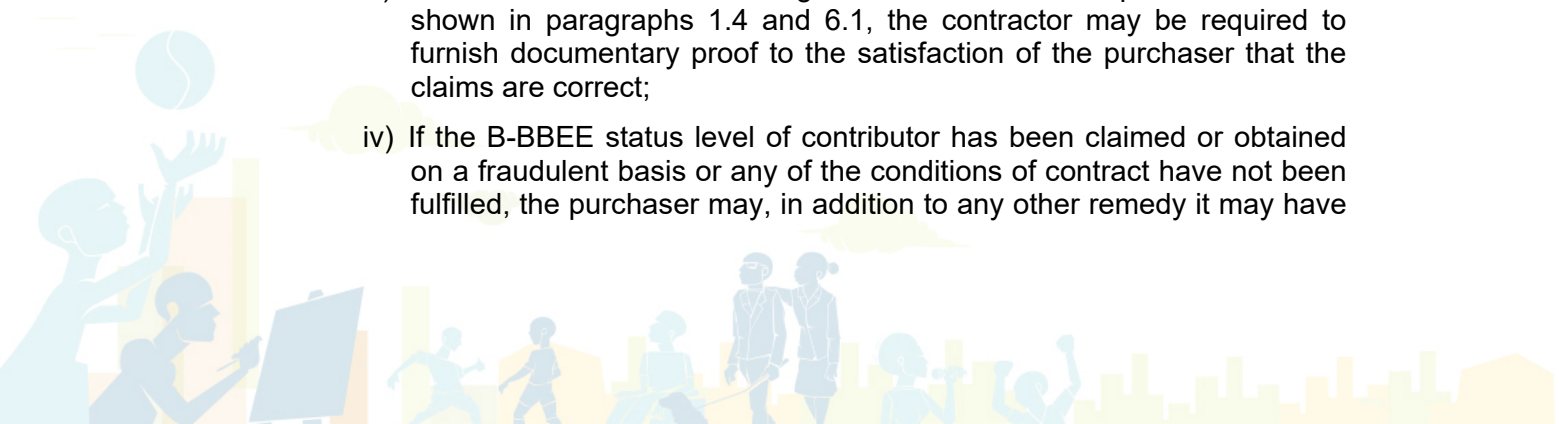 shown in paragraphs 1.4 and 6.1, the contractor may be required to
furnish documentary proof to the satisfaction of the purchaser that the
claims are correct;
iv) If the B-BBEE status level of contributor has been claimed or obtained
on a fraudulent basis or any of the conditions of contract have not been
fulfilled, the purchaser may, in addition to any other remedy it may have